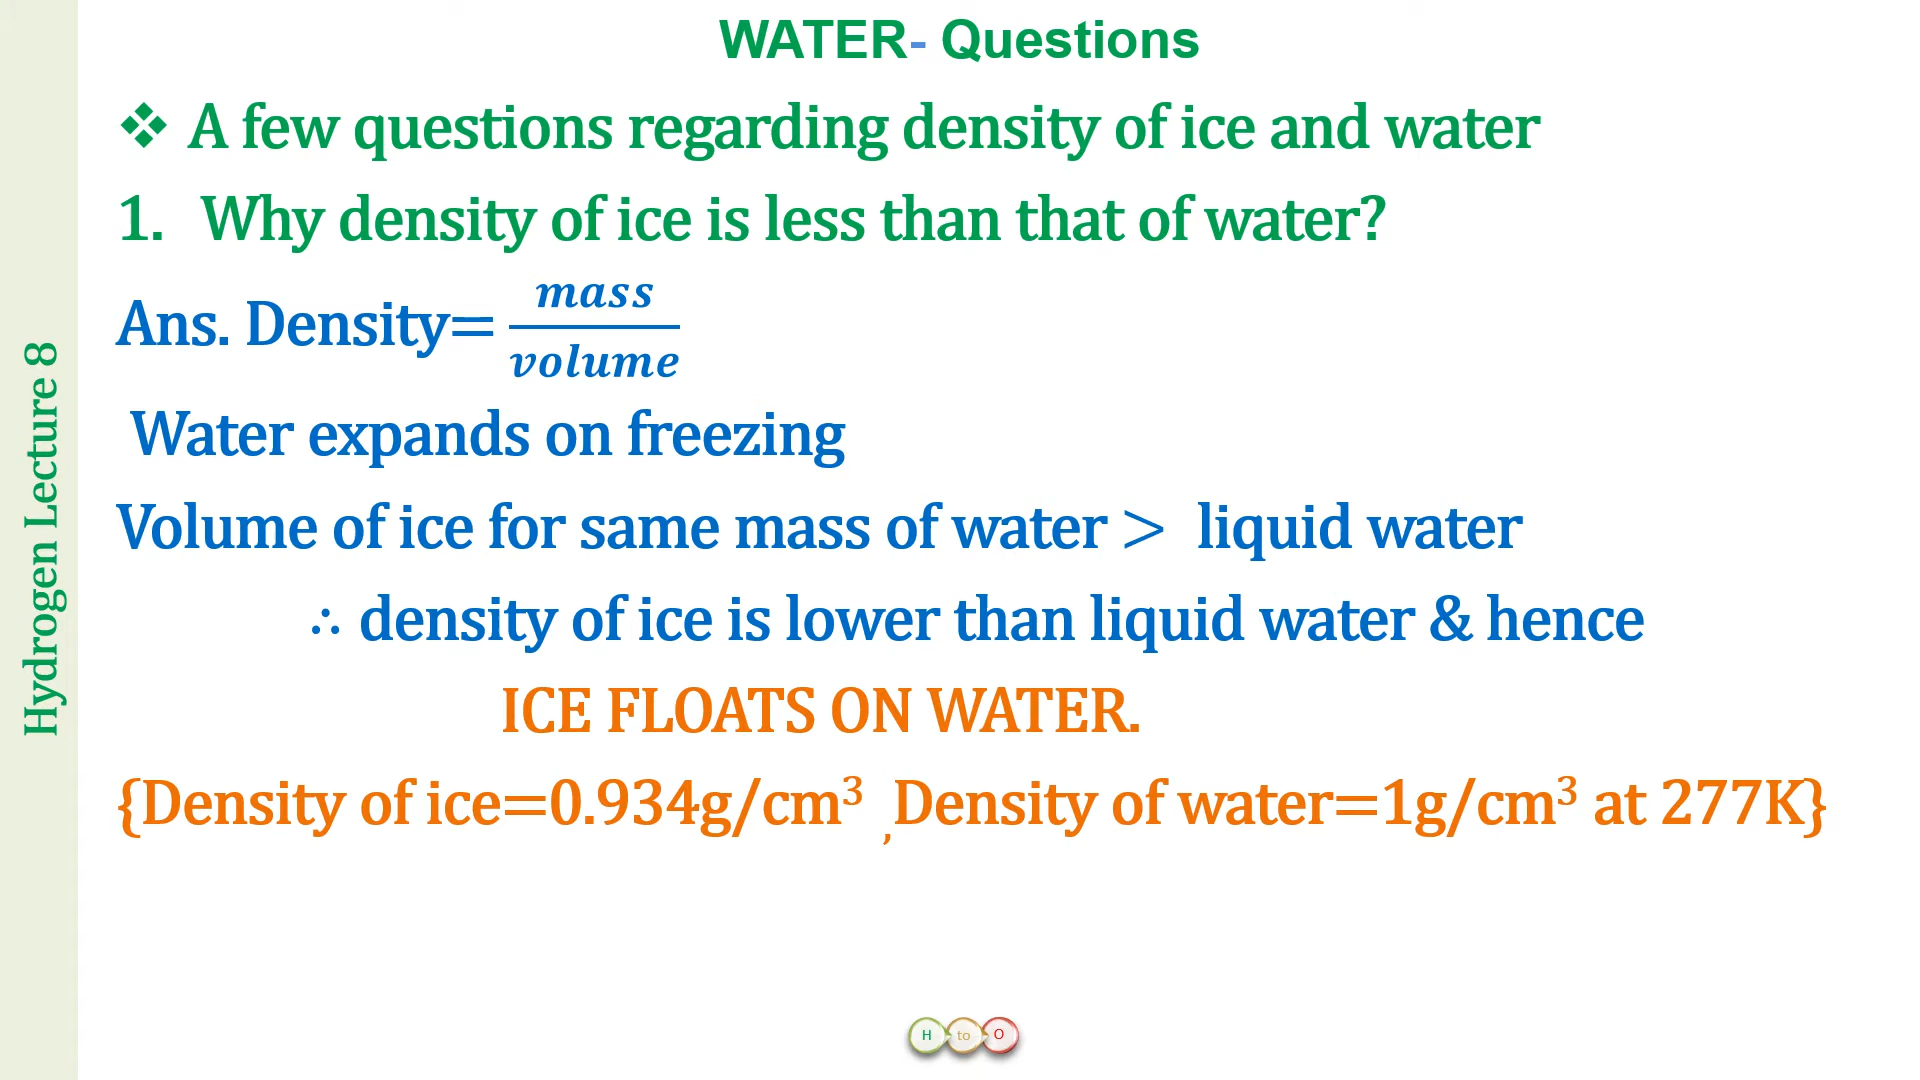 WATER- Questions
❖ A few questions regarding density of ice and water
1. Why density of ice is less than that of water?
Ans. Density= mass/volume
Water expands on freezing
Volume of ice for same mass of water > liquid water
∴ density of ice is lower than liquid water & hence
ICE FLOATS ON WATER.
{Density of ice=0.934g/cm³ ,Density of water=1g/cm³ at 277K}
Hydrogen Lecture 8
H to O